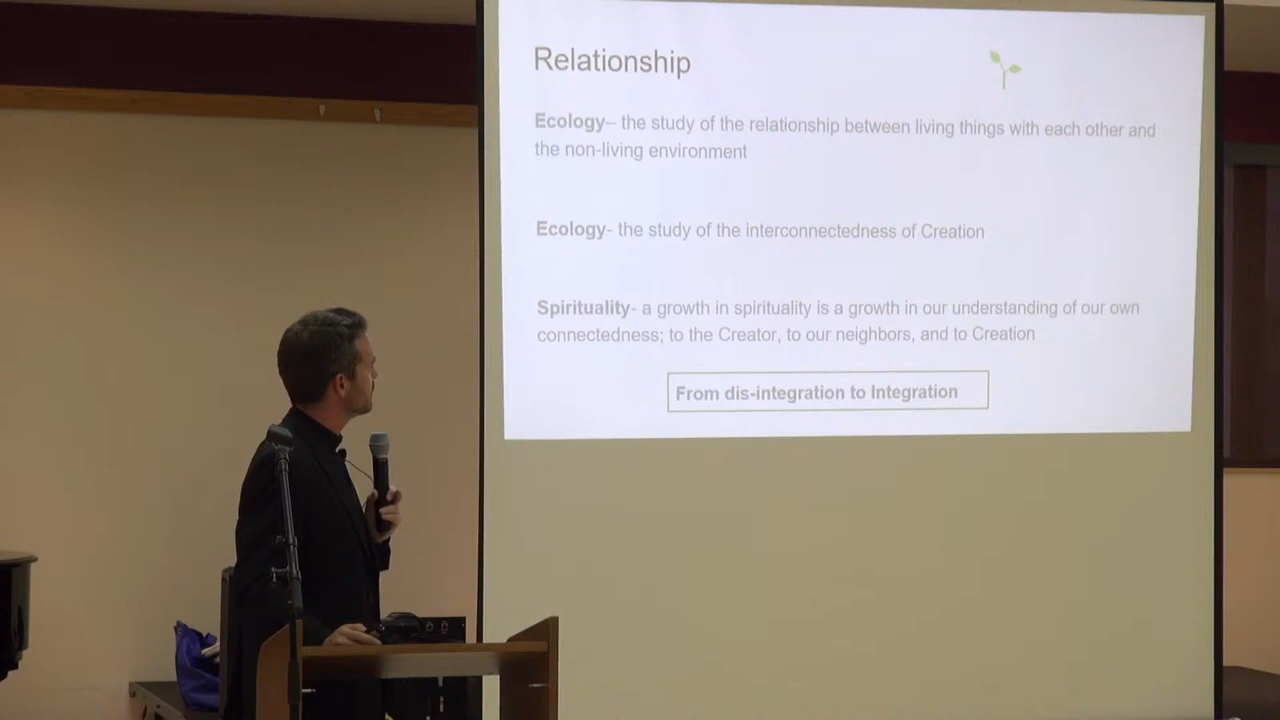 Relationship
Ecology– the study of the relationship between living things with each other and
the non-living environment
Ecology- the study of the interconnectedness of Creation
Spirituality- a growth in spirituality is a growth in our understanding of our own
connectedness; to the Creator, to our neighbors, and to Creation
From dis-integration to Integration